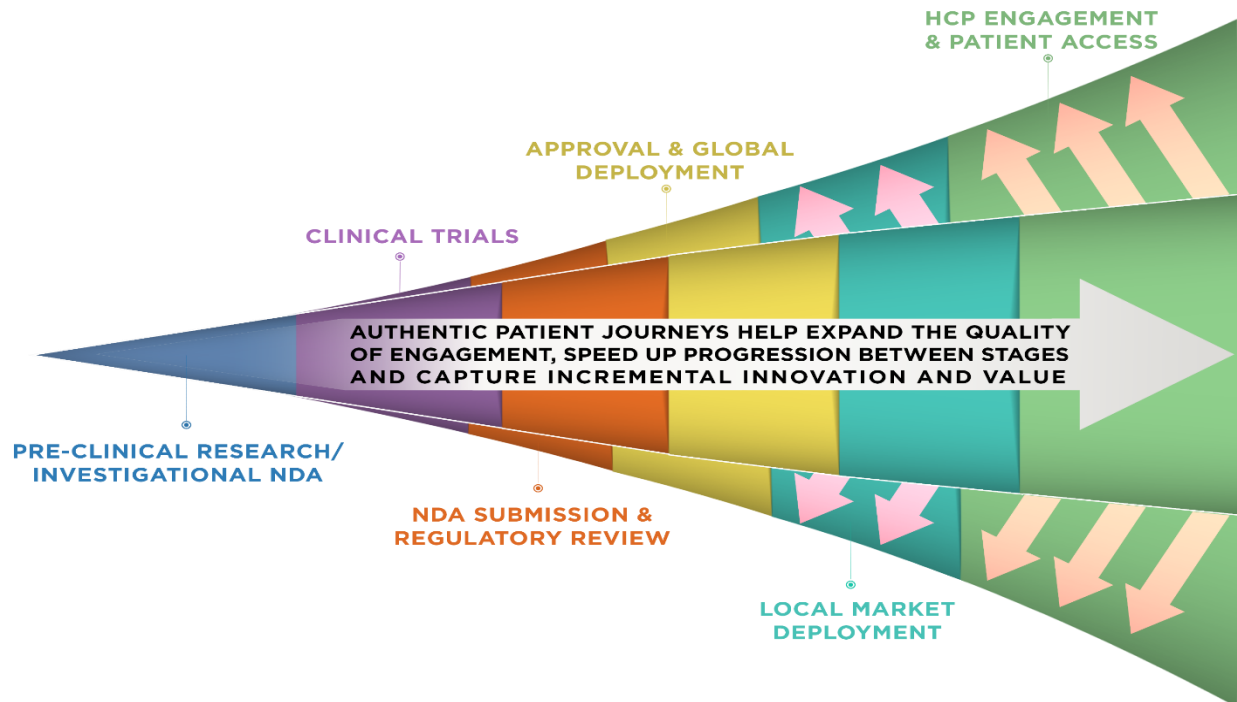 HCP ENGAGEMENT
& PATIENT ACCESS
APPROVAL & GLOBAL
DEPLOYMENT
CLINICAL TRIALS
AUTHENTIC PATIENT JOURNEYS HELP EXPAND THE QUALITY
OF ENGAGEMENT, SPEED UP PROGRESSION BETWEEN STAGES
AND CAPTURE INCREMENTAL INNOVATION AND VALUE
PRE-CLINICAL RESEARCH/
INVESTIGATIONAL NDA
NDA SUBMISSION &
REGULATORY REVIEW
LOCAL MARKET
DEPLOYMENT